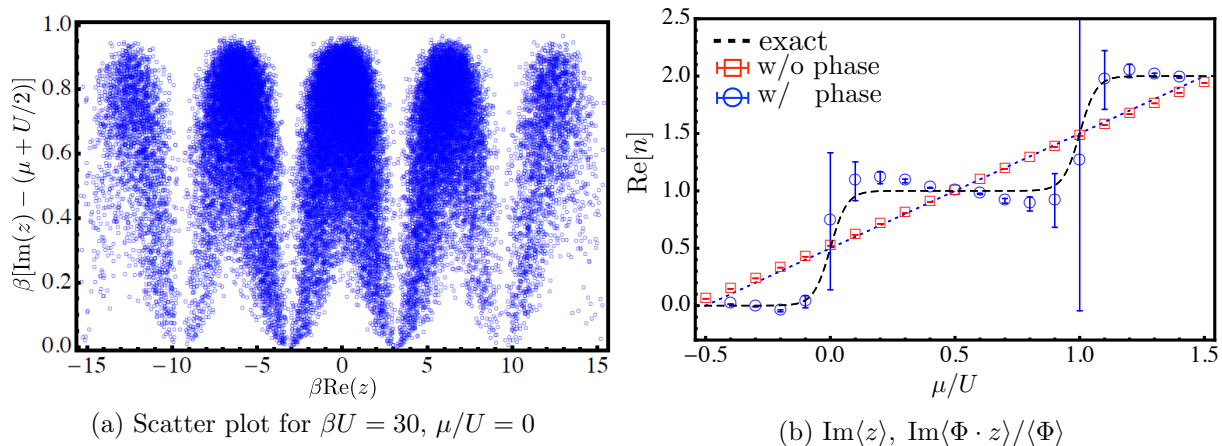 β[Im(z) − (μ + U/2)]
1.0
0.8
0.6
0.4
0.2
0.0
−15 −10 −5 0 5 10 15
βRe(z)
(a) Scatter plot for βU = 30, μ/U = 0
Re[n]
2.0
1.5
1.0
0.5
0.0
exact
w/o phase
w/ phase
−0.5 0.0 0.5 1.0 1.5
μ/U
(b) Im⟨z⟩, Im⟨Φ · z⟩/⟨Φ⟩